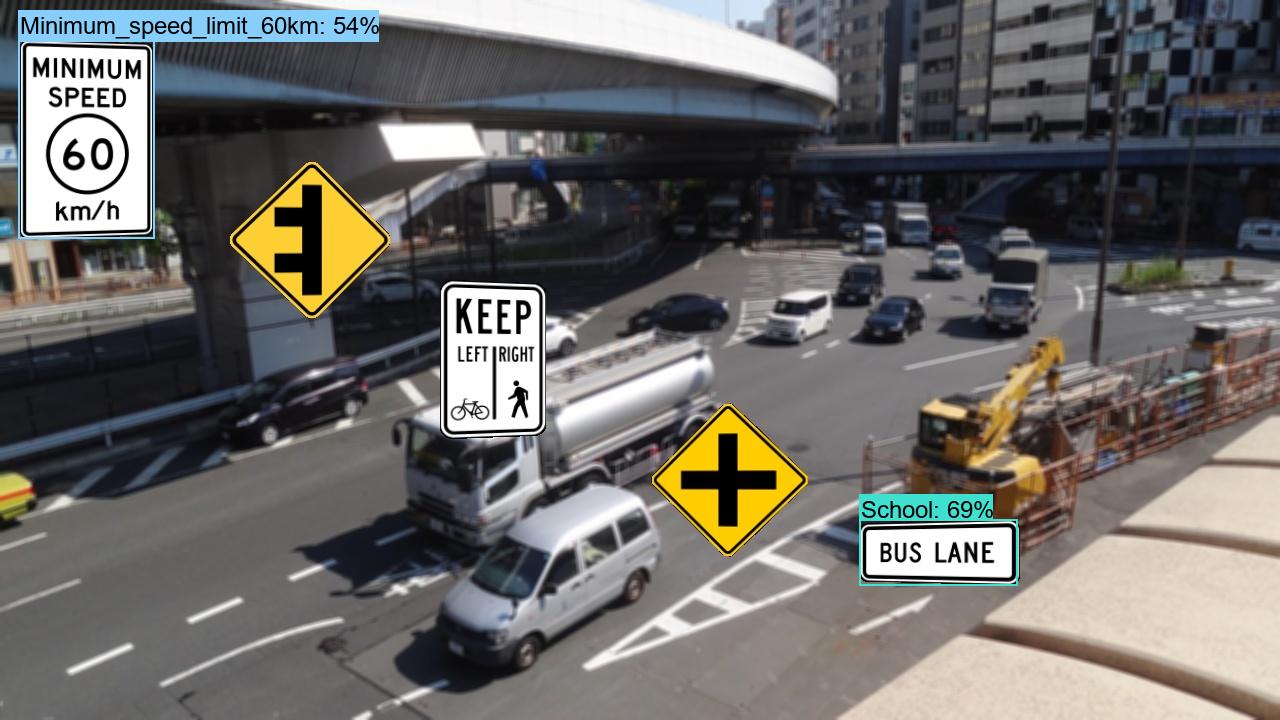 Minimum_speed_limit_60km: 54%
MINIMUM
SPEED
60
km/h
KEEP
LEFT RIGHT
School: 69%
BUS LANE